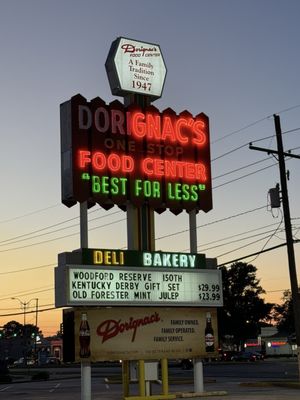 Dorignac's
FOOD CENTER
A Family
Tradition
Since
1947
DORIGNAC'S
ONE STOP
FOOD CENTER
"BEST FOR LESS"
DELI BAKERY
WOODFORD RESERVE 150TH
KENTUCKY DERBY GIFT SET $29.99
OLD FORESTER MINT JULEP $23.99
Dorignac's
FAMILY OWNED.
FAMILY OPERATED.
FAMILY SERVICE.